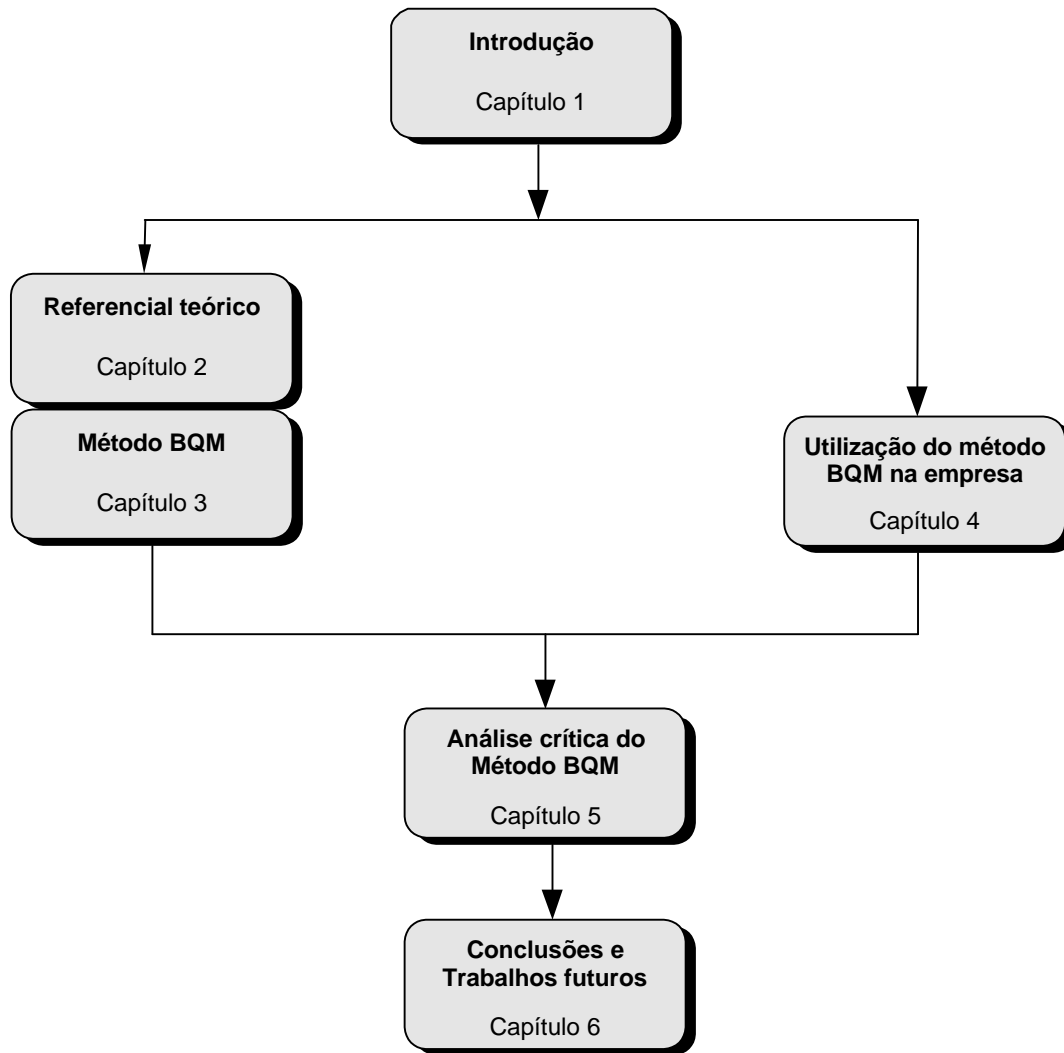 Introdução
Capítulo 1
Referencial teórico
Capítulo 2
Método BQM
Capítulo 3
Utilização do método
BQM na empresa
Capítulo 4
Análise crítica do
Método BQM
Capítulo 5
Conclusões e
Trabalhos futuros
Capítulo 6